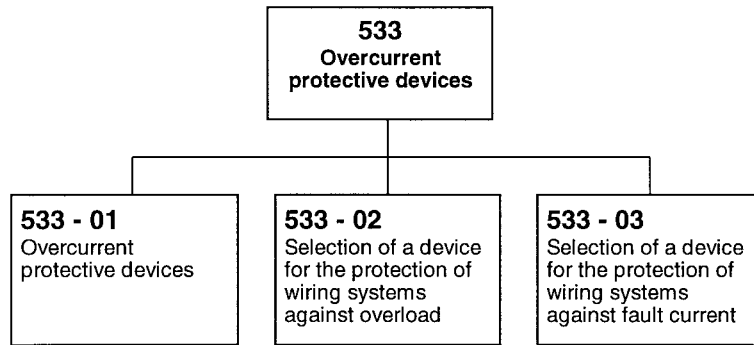 533
Overcurrent
protective devices
533 - 01
Overcurrent
protective devices
533 - 02
Selection of a device
for the protection of
wiring systems
against overload
533 - 03
Selection of a device
for the protection of
wiring systems
against fault current